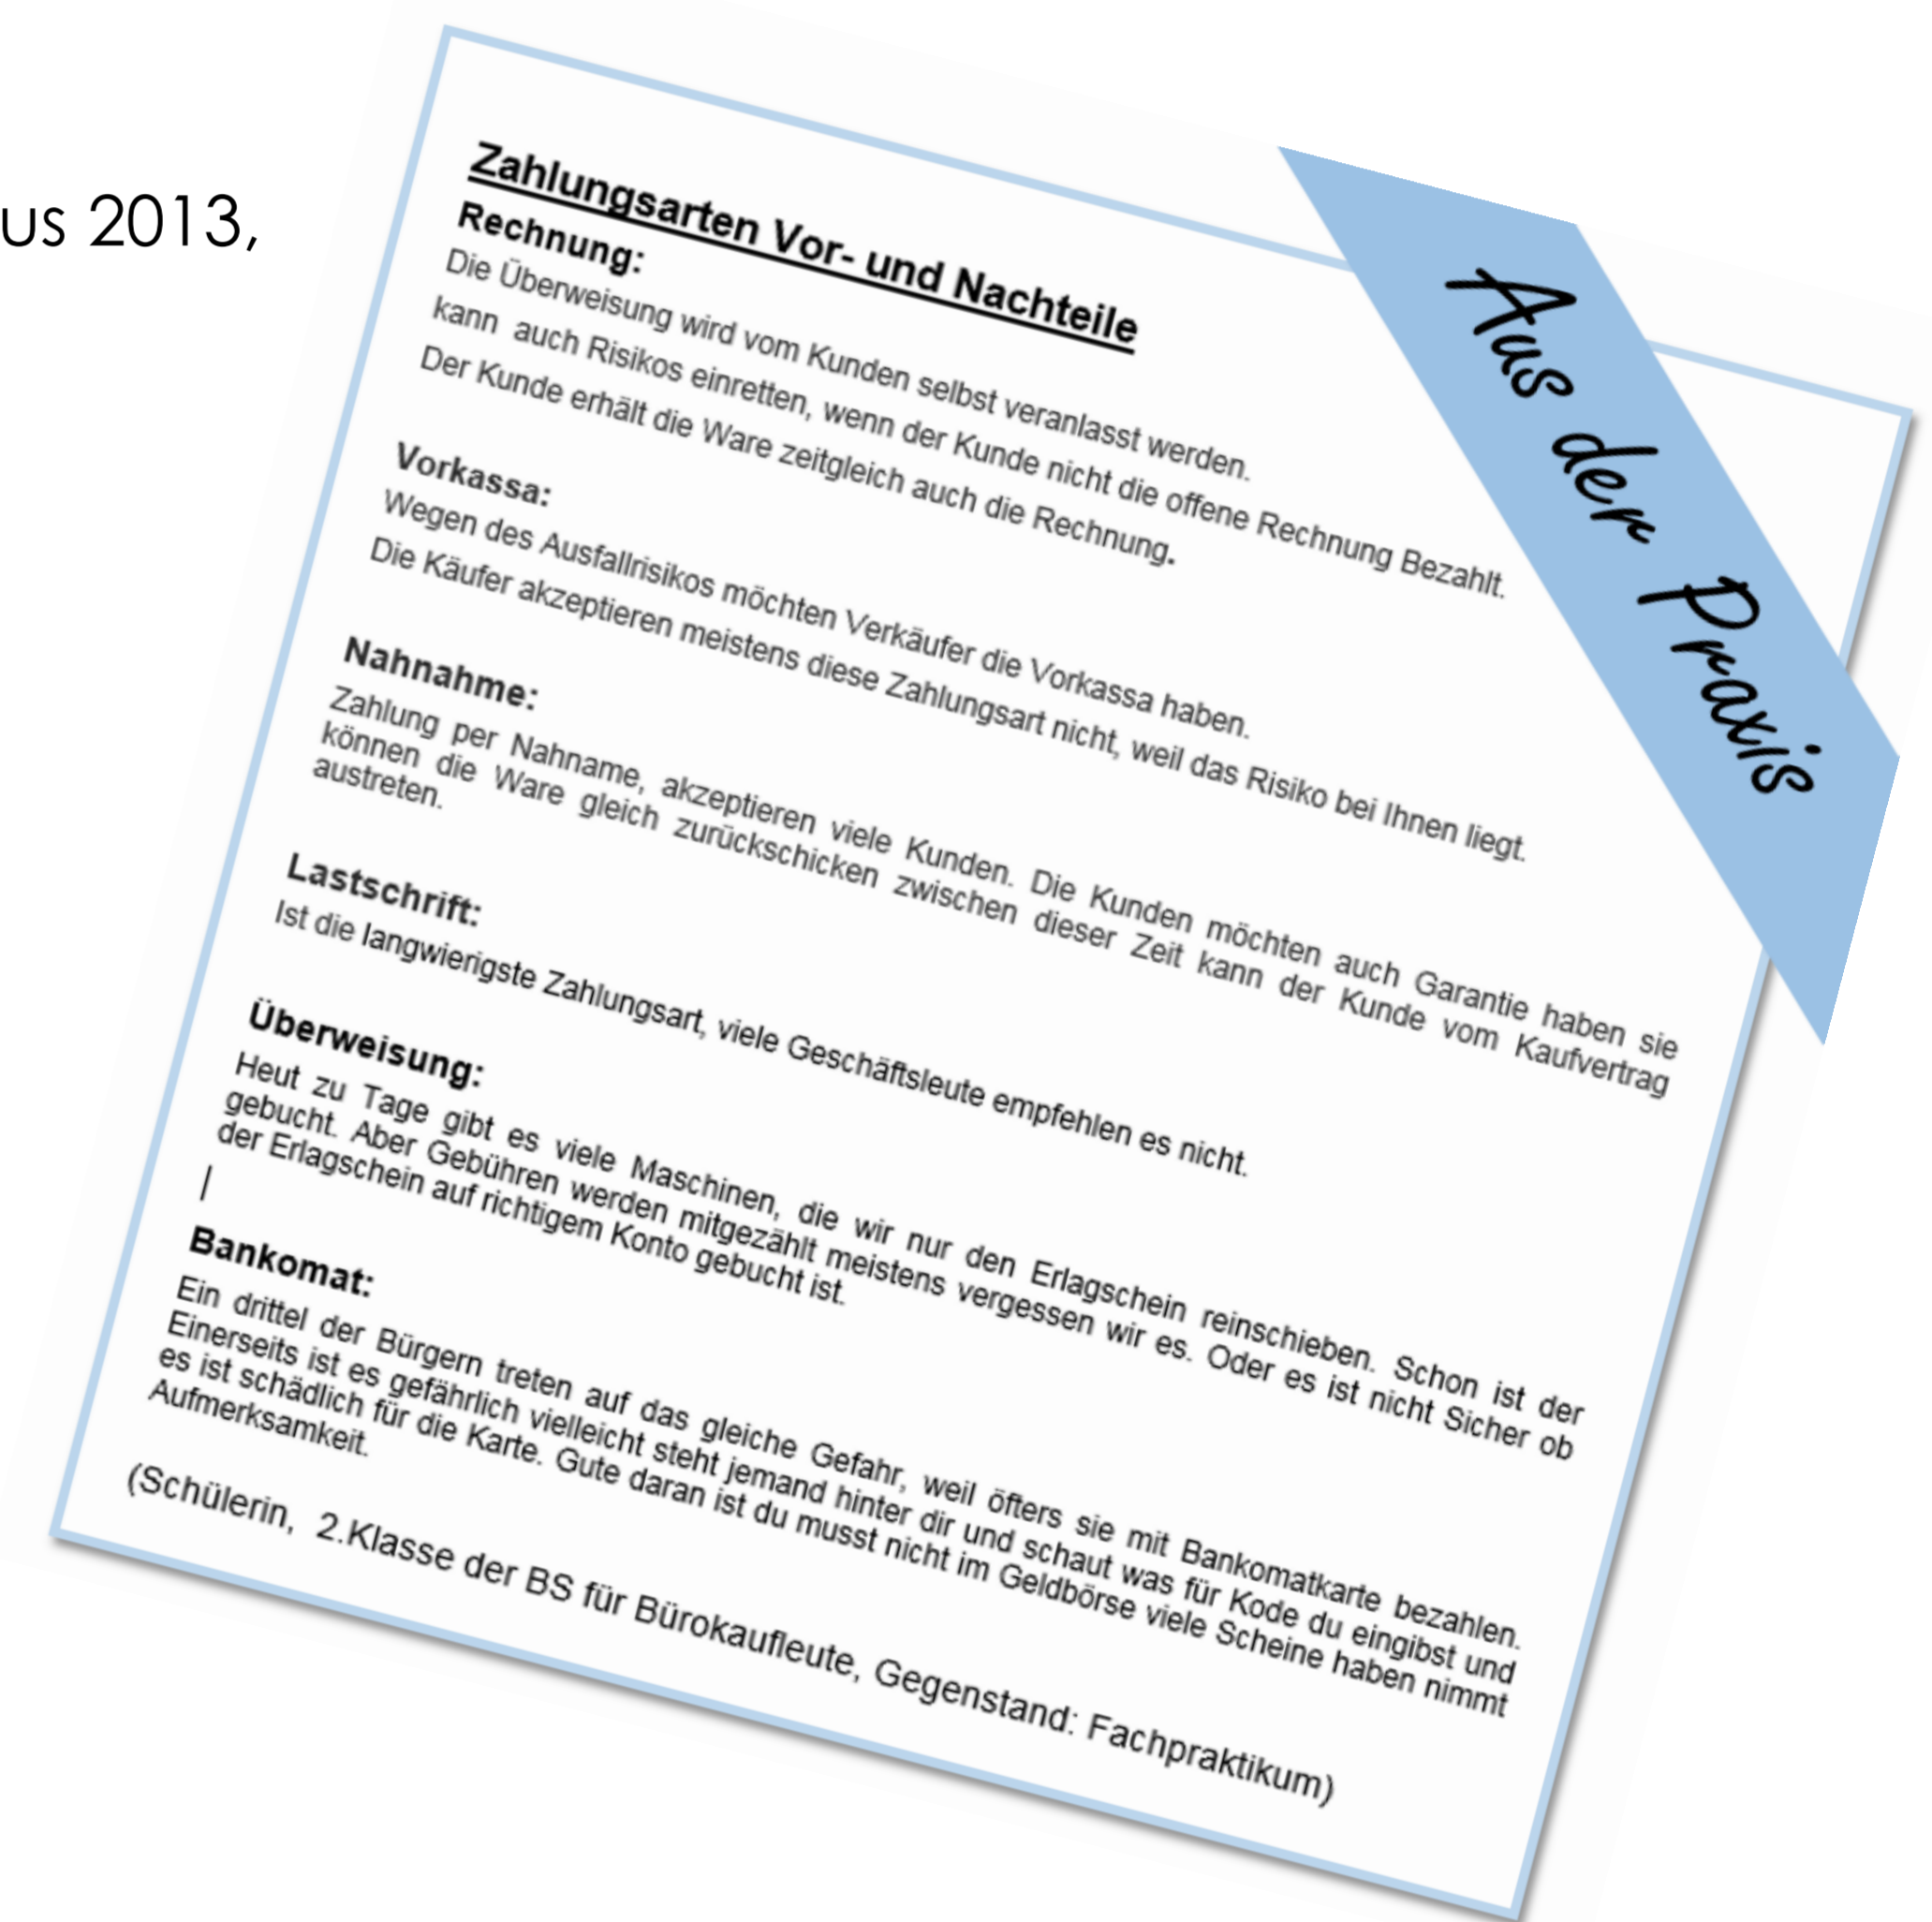 us 2013,
Aus der Praxis
Zahlungsarten Vor- und Nachteile
Rechnung:
Die Überweisung wird vom Kunden selbst veranlasst werden.
kann auch Risikos einretten, wenn der Kunde nicht die offene Rechnung Bezahlt.
Der Kunde erhält die Ware zeitgleich auch die Rechnung.
Vorkassa:
Wegen des Ausfallrisikos möchten Verkäufer die Vorkassa haben.
Die Käufer akzeptieren meistens diese Zahlungsart nicht, weil das Risiko bei Ihnen liegt.
Nahnahme:
Zahlung per Nahname, akzeptieren viele Kunden. Die Kunden möchten auch Garantie haben sie
können die Ware gleich zurückschicken zwischen dieser Zeit kann der Kunde vom Kaufvertrag
austreten.
Lastschrift:
Ist die langwierigste Zahlungsart, viele Geschäftsleute empfehlen es nicht.
Überweisung:
Heut zu Tage gibt es viele Maschinen, die wir nur den Erlagschein reinschieben. Schon ist der
gebucht. Aber Gebühren werden mitgezählt meistens vergessen wir es. Oder es ist nicht Sicher ob
der Erlagschein auf richtigem Konto gebucht ist.
Bankomat:
Ein drittel der Bürgern treten auf das gleiche Gefahr, weil öfters sie mit Bankomatkarte bezahlen.
Einerseits ist es gefährlich vielleicht steht jemand hinter dir und schaut was für Kode du eingibst und
es ist schädlich für die Karte. Gute daran ist du musst nicht im Geldbörse viele Scheine haben nimmt
Aufmerksamkeit.
(Schülerin, 2.Klasse der BS für Bürokaufleute, Gegenstand: Fachpraktikum)